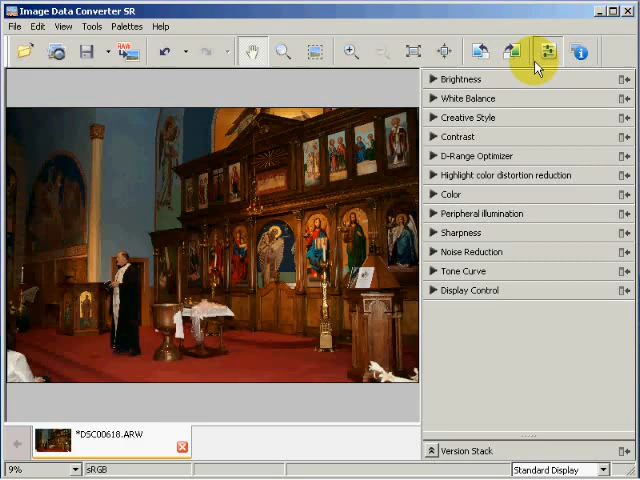 Image Data Converter SR
File Edit View Tools Palettes Help
RAW
Brightness
White Balance
Creative Style
Contrast
D-Range Optimizer
Highlight color distortion reduction
Color
Peripheral illumination
Sharpness
Noise Reduction
Tone Curve
Display Control
*DSC00618.ARW
Version Stack
9% sRGB Standard Display